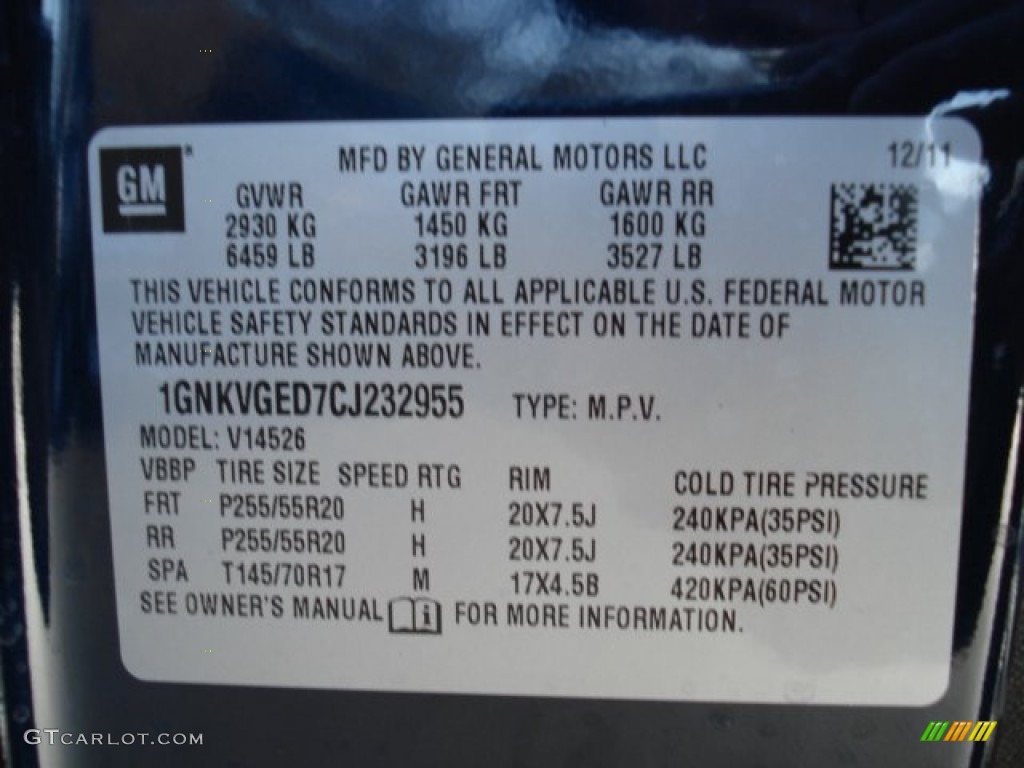 GM
MFD BY GENERAL MOTORS LLC 12/11
GVWR GAWR FRT GAWR RR
2930 KG 1450 KG 1600 KG
6459 LB 3196 LB 3527 LB
THIS VEHICLE CONFORMS TO ALL APPLICABLE U.S. FEDERAL MOTOR
VEHICLE SAFETY STANDARDS IN EFFECT ON THE DATE OF
MANUFACTURE SHOWN ABOVE.
1GNKVGED7CJ232955 TYPE: M.P.V.
MODEL: V14526
VBBP TIRE SIZE SPEED RTG RIM COLD TIRE PRESSURE
FRT P255/55R20 H 20X7.5J 240KPA(35PSI)
RR P255/55R20 H 20X7.5J 240KPA(35PSI)
SPA T145/70R17 M 17X4.5B 420KPA(60PSI)
SEE OWNER'S MANUAL i FOR MORE INFORMATION.
GTCARLOT.COM